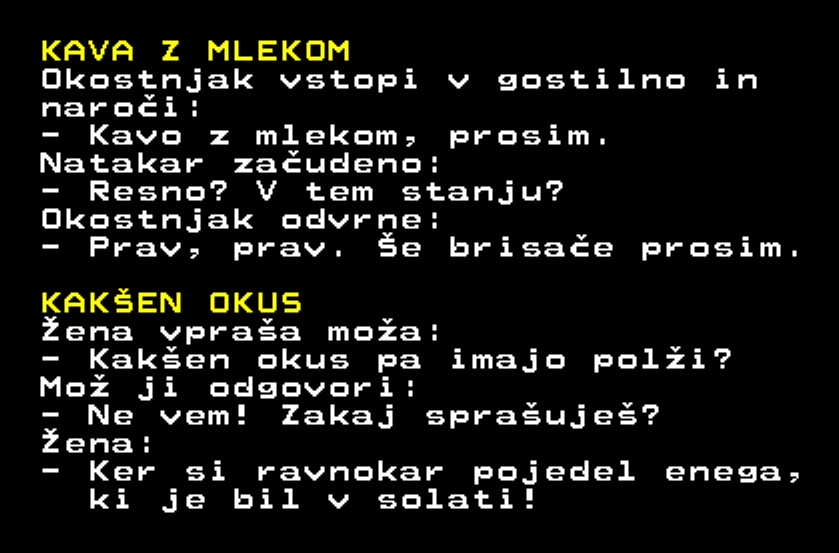 KAVA Z MLEKOM
Okostnjak vstopi v gostilno in
naroči:
- Kavo z mlekom, prosim.
Natakar začudeno:
- Resno? V tem stanju?
Okostnjak odvrne:
- Prav, prav. Še brisače prosim.
KAKŠEN OKUS
Žena vpraša moža:
- Kakšen okus pa imajo polži?
Mož ji odgovori:
- Ne vem! Zakaj sprašuješ?
Žena:
- Ker si ravnokar pojedel enega,
ki je bil v solati!